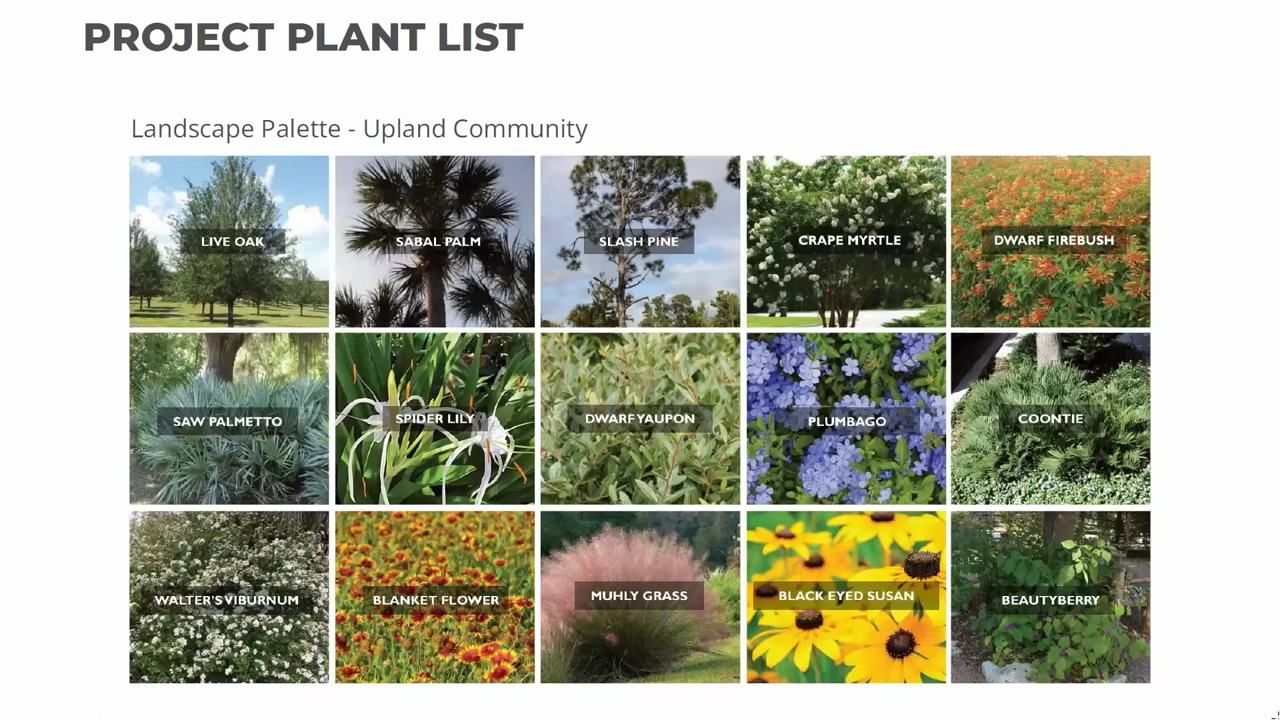 PROJECT PLANT LIST
Landscape Palette - Upland Community
LIVE OAK
SABAL PALM
SLASH PINE
CRAPE MYRTLE
DWARF FIREBUSH
SAW PALMETTO
SPIDER LILY
DWARF YAUPON
PLUMBAGO
COONTIE
WALTER'S VIBURNUM
BLANKET FLOWER
MUHLY GRASS
BLACK EYED SUSAN
BEAUTYBERRY